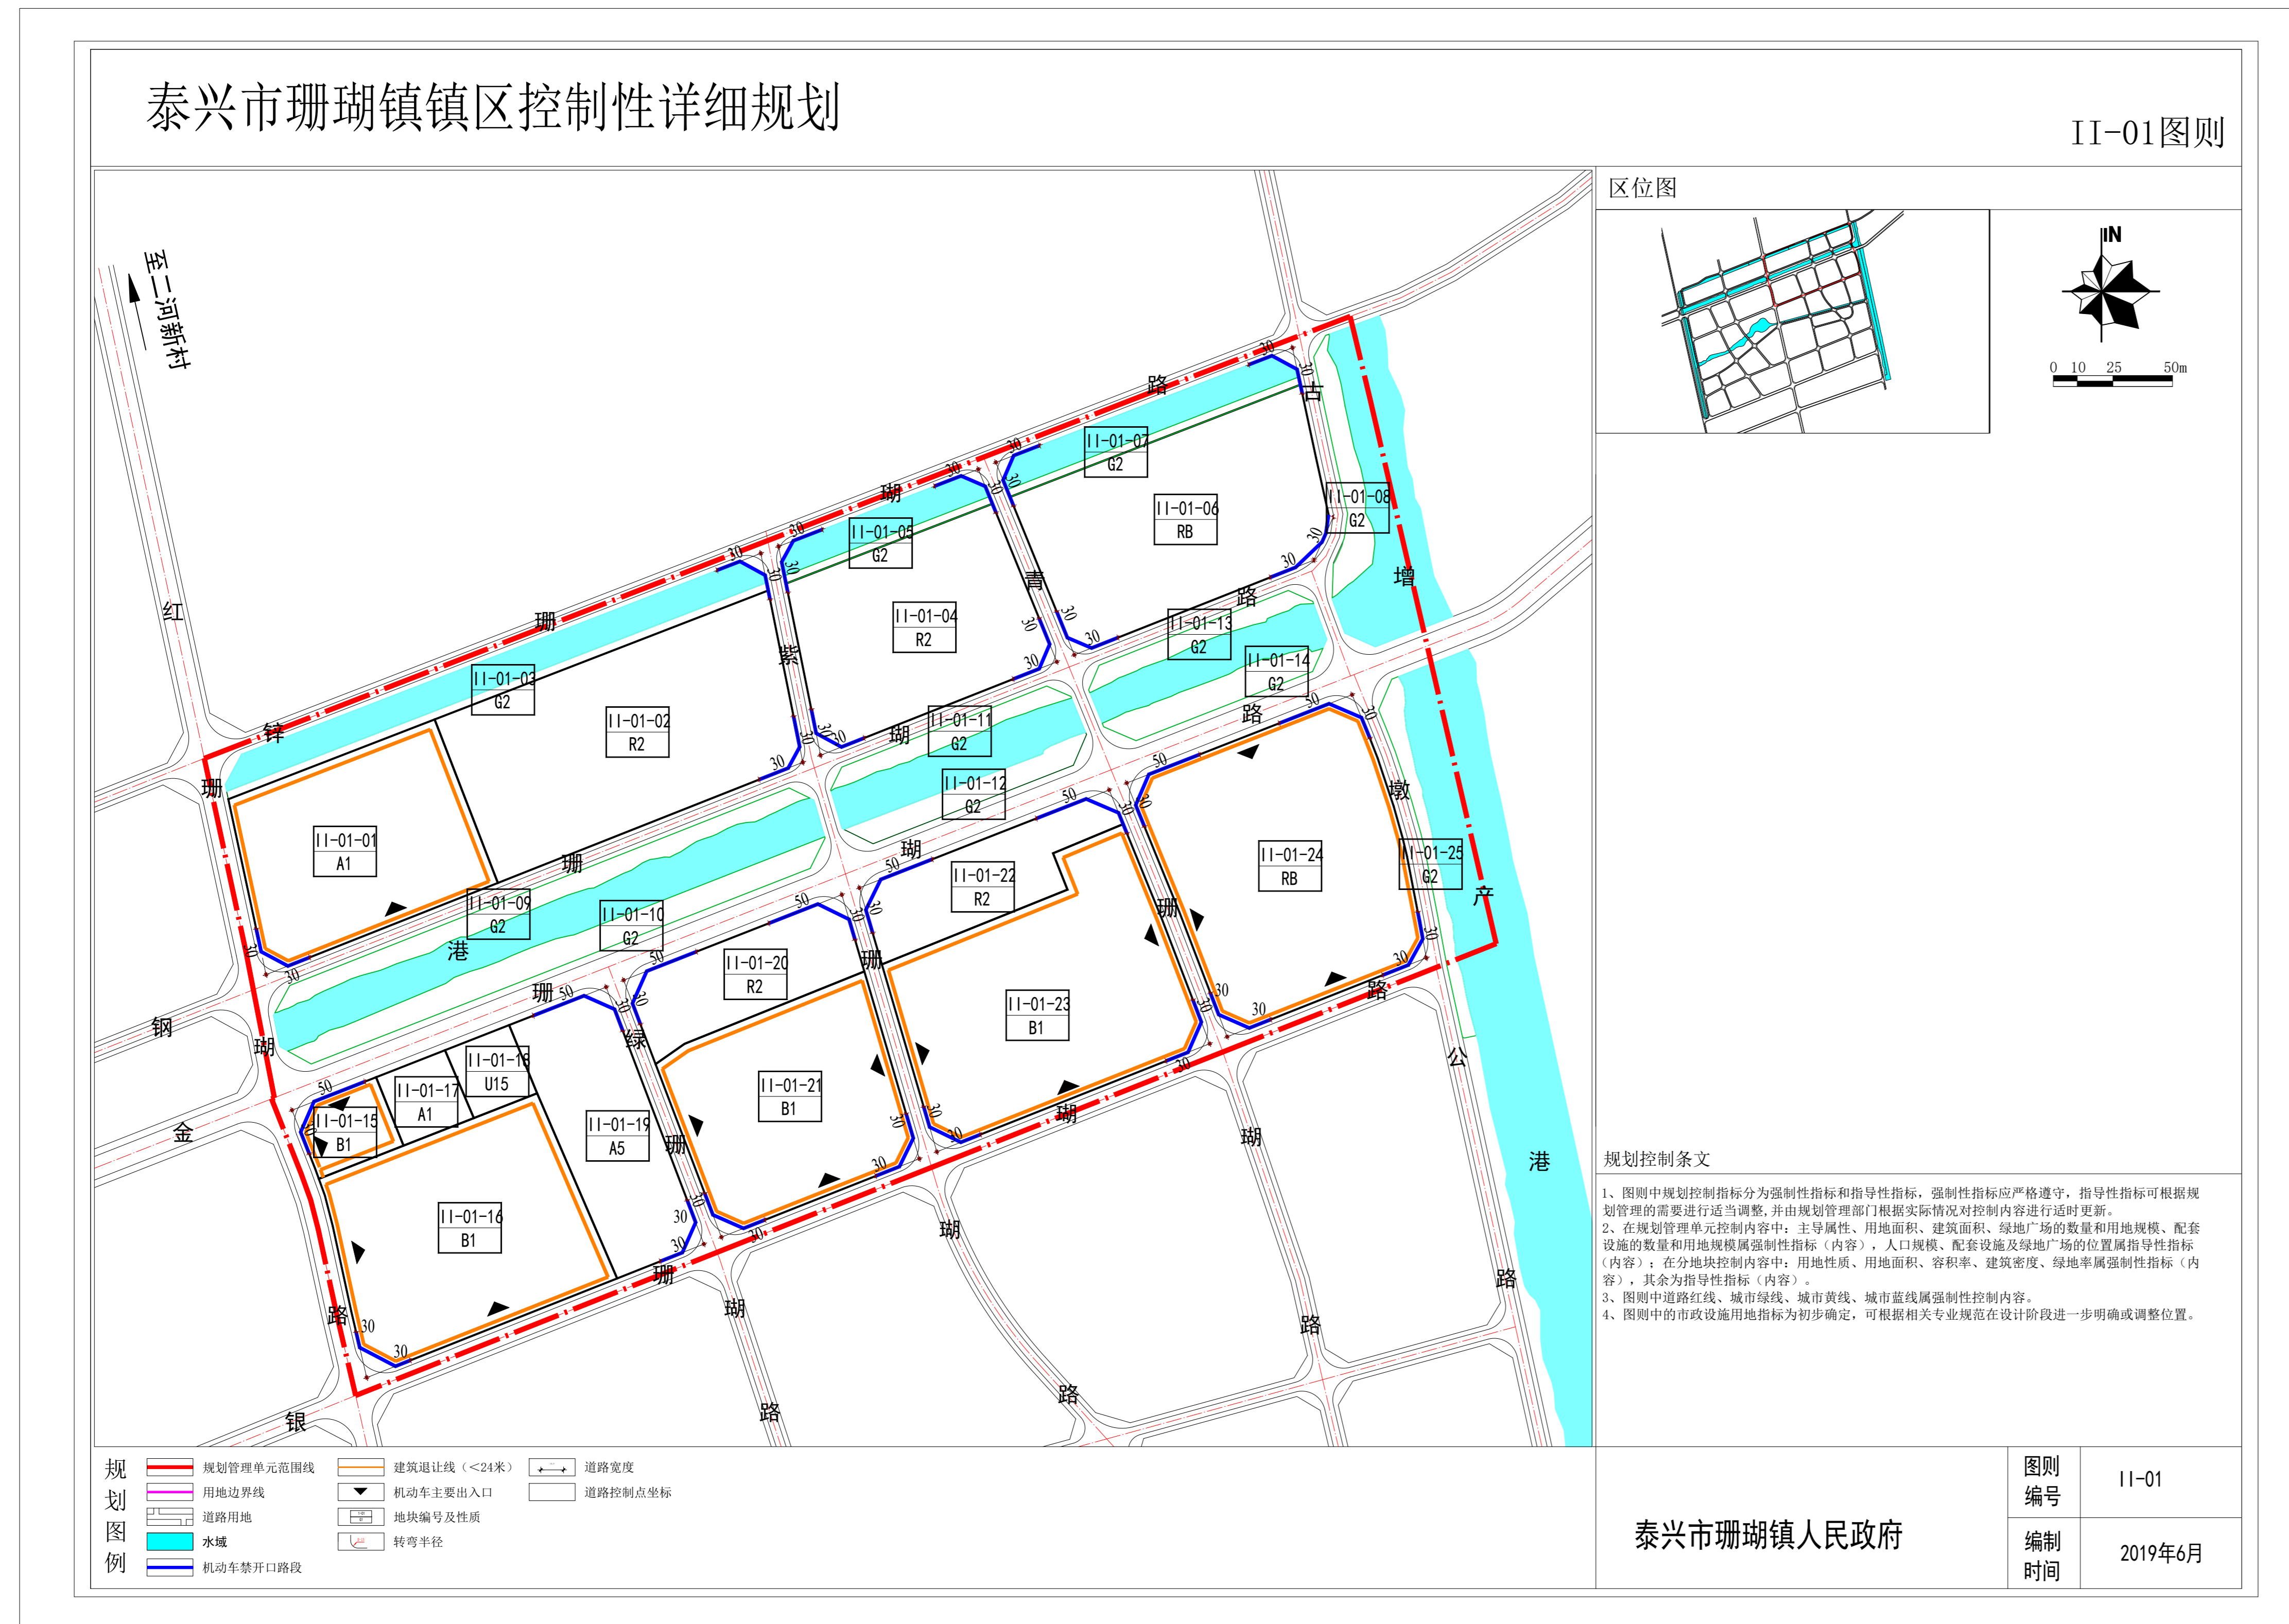 泰兴市珊瑚镇镇区控制性详细规划
II-01图则
区位图
N
0 10 25 50m
至二河新村
红
珊
瑚
路
锌
珊
瑚
路
古
增
产
港
紫
青
路
瑚
珊
钢
港
金
珊
瑚
路
墩
公
路
绿
珊
瑚
路
珊
瑚
路
珊
瑚
路
银
珊
瑚
路
II-01-01
A1
II-01-02
R2
II-01-03
G2
II-01-04
R2
II-01-05
G2
II-01-06
RB
II-01-07
G2
II-01-08
G2
II-01-09
G2
II-01-10
G2
II-01-11
G2
II-01-12
G2
II-01-13
G2
II-01-14
G2
II-01-15
B1
II-01-16
B1
II-01-17
A1
II-01-18
U15
II-01-19
A5
II-01-20
R2
II-01-21
B1
II-01-22
R2
II-01-23
B1
II-01-24
RB
II-01-25
G2
规划控制条文
1、图则中规划控制指标分为强制性指标和指导性指标，强制性指标应严格遵守，指导性指标可根据规
划管理的需要进行适当调整,并由规划管理部门根据实际情况对控制内容进行适时更新。
2、在规划管理单元控制内容中：主导属性、用地面积、建筑面积、绿地广场的数量和用地规模、配套
设施的数量和用地规模属强制性指标（内容），人口规模、配套设施及绿地广场的位置属指导性指标
（内容）；在分地块控制内容中：用地性质、用地面积、容积率、建筑密度、绿地率属强制性指标（内
容），其余为指导性指标（内容）。
3、图则中道路红线、城市绿线、城市黄线、城市蓝线属强制性控制内容。
4、图则中的市政设施用地指标为初步确定，可根据相关专业规范在设计阶段进一步明确或调整位置。
规划图例
规划管理单元范围线
用地边界线
道路用地
水域
机动车禁开口路段
建筑退让线（＜24米）
机动车主要出入口
地块编号及性质
转弯半径
道路宽度
道路控制点坐标
泰兴市珊瑚镇人民政府
图则编号
II-01
编制时间
2019年6月